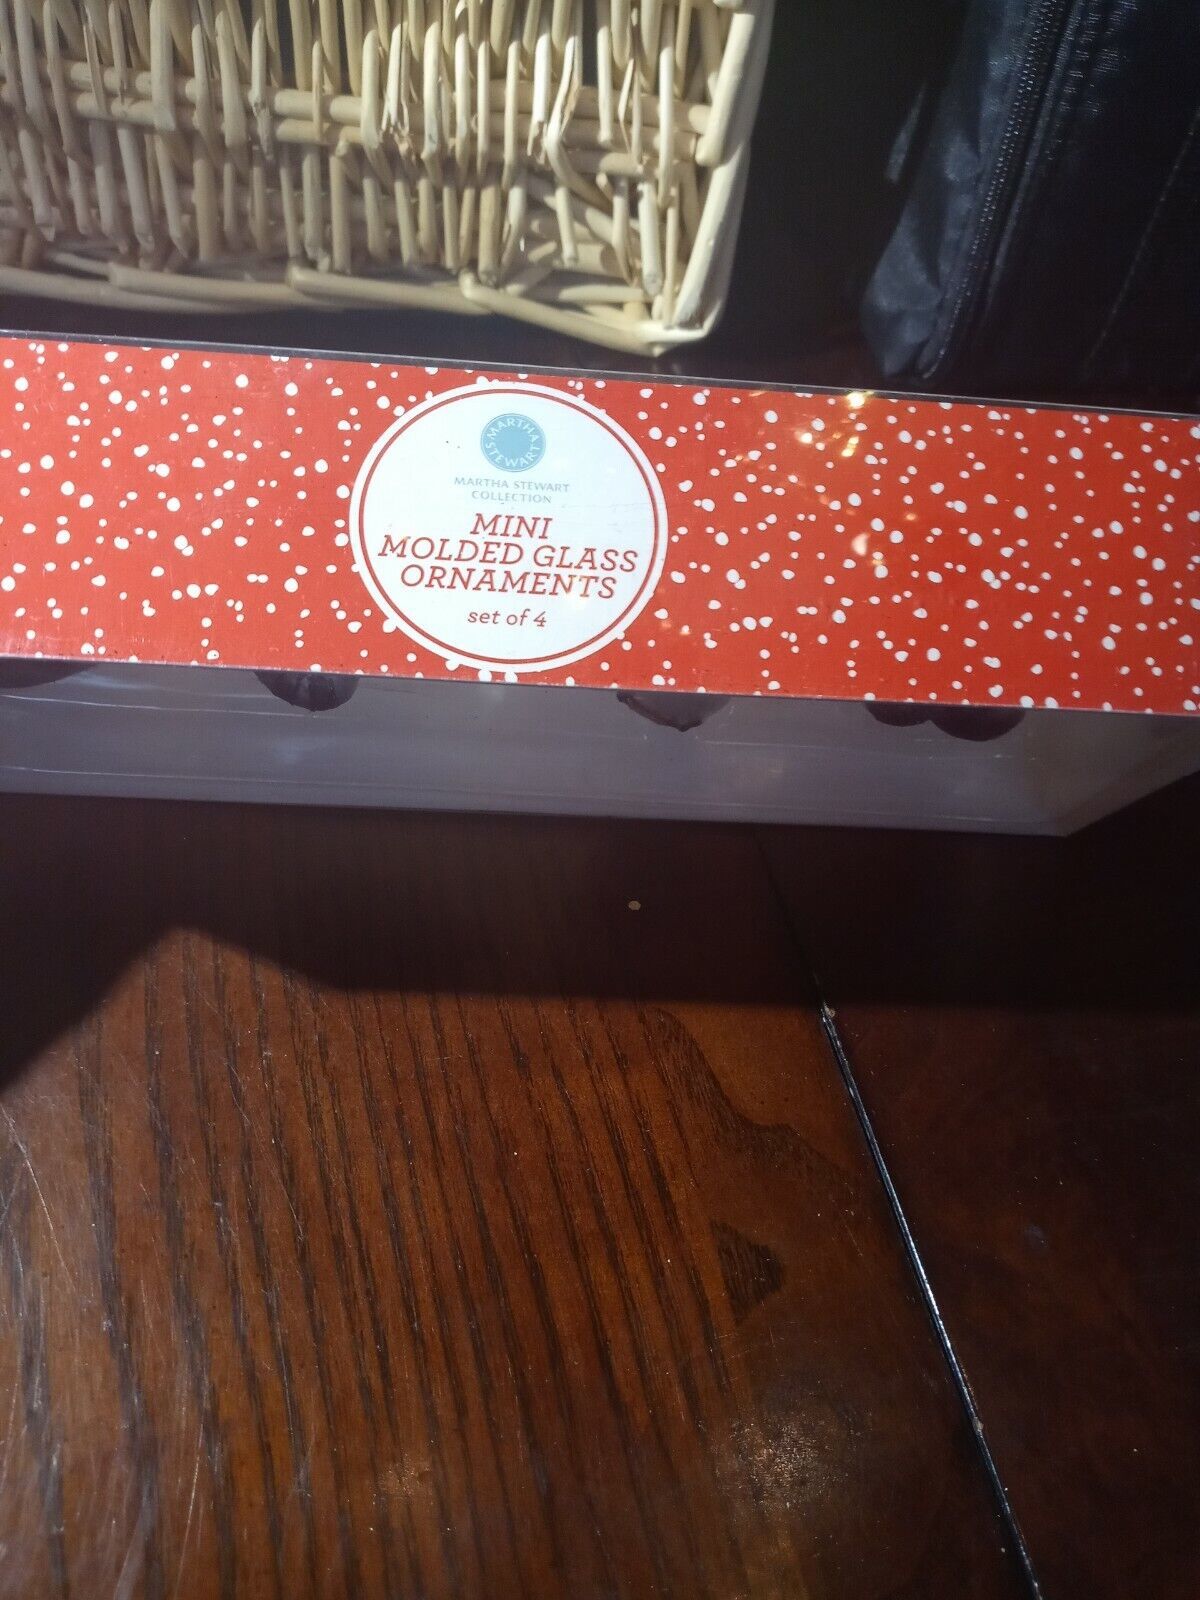 MARTHA
STEWART
MARTHA STEWART
COLLECTION
MINI
MOLDED GLASS
ORNAMENTS
set of 4